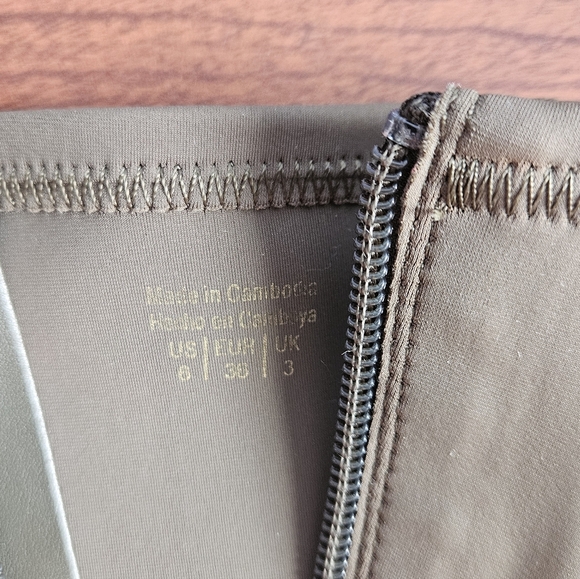 Made in Cambodia
Hecho en Camboya
US | EUR | UK
6 | 36 | 3